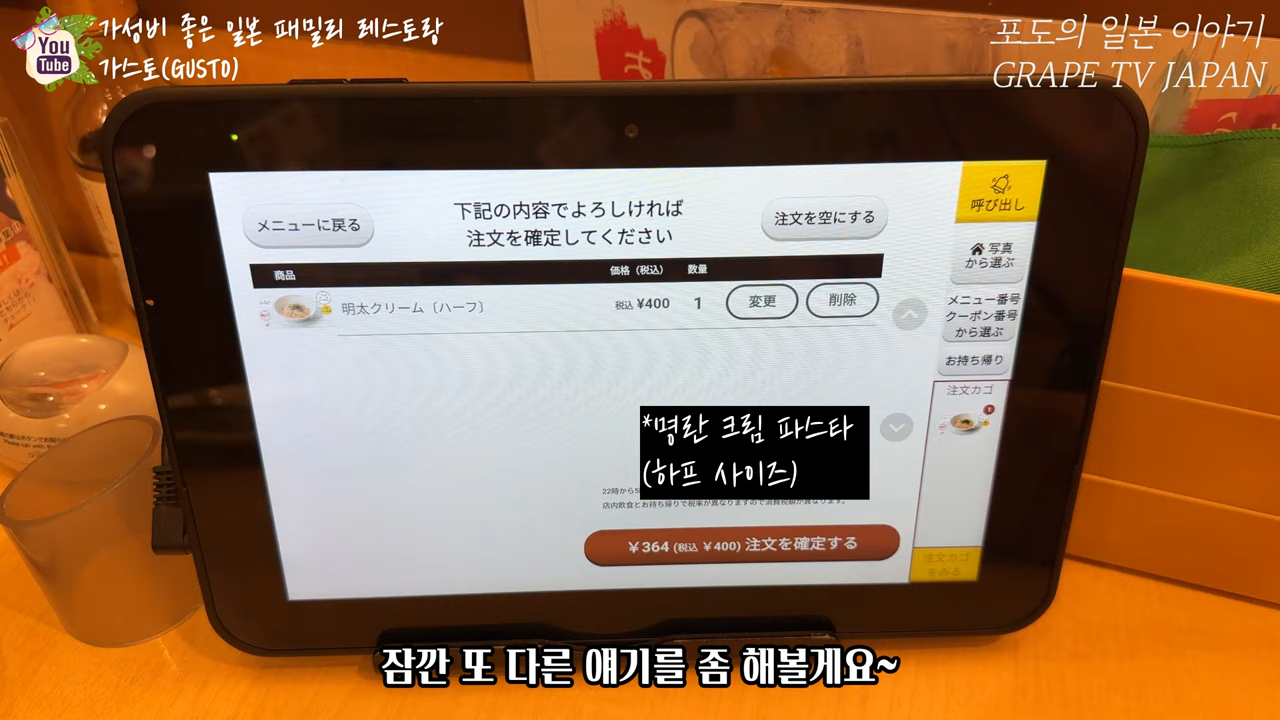 You
Tube
가성비 좋은 일본 패밀리 레스토랑
가스토(GUSTO)
포도의 일본 이야기
GRAPE TV JAPAN
メニューに戻る
下記の内容でよろしければ
注文を確定してください
注文を空にする
呼び出し
写真
から選ぶ
メニュー番号
クーポン番号
から選ぶ
お持ち帰り
注文カゴ
1
商品 価格（税込） 数量
明太クリーム〔ハーフ〕 税込 ¥400 1 変更 削除
*명란 크림 파스타
(하프 사이즈)
22時から
店内飲食とお持ち帰りで税率が異なりますので消費税額が異なります。
¥364 (税込 ¥400) 注文を確定する
注文カゴ
をみる
잠깐 또 다른 얘기를 좀 해볼게요~